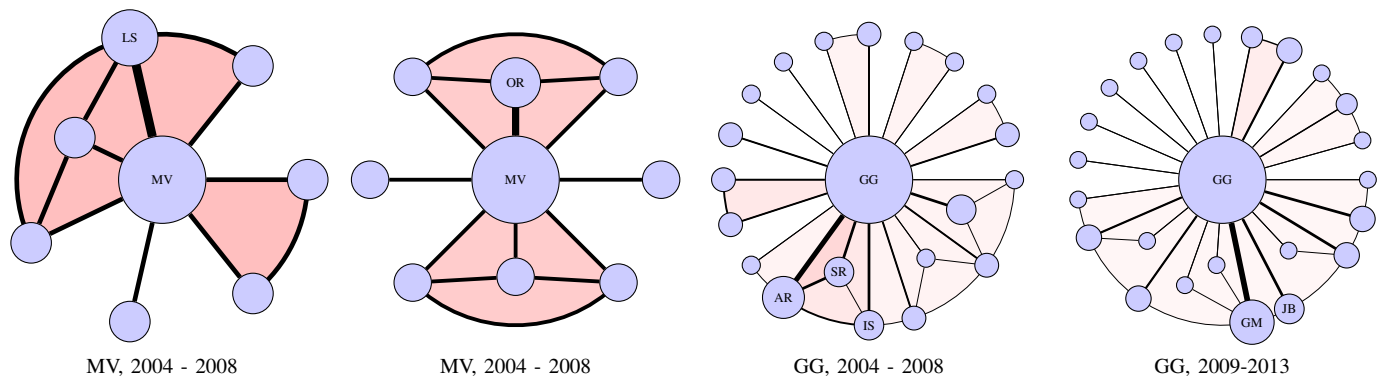 LS
MV
OR
MV
GG
SR
AR
IS
GG
JB
GM
MV, 2004 - 2008
MV, 2004 - 2008
GG, 2004 - 2008
GG, 2009-2013